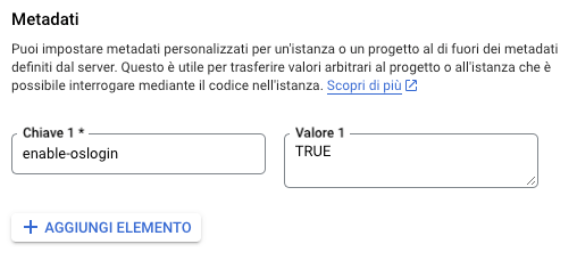 Metadati
Puoi impostare metadati personalizzati per un'istanza o un progetto al di fuori dei metadati
definiti dal server. Questo è utile per trasferire valori arbitrari al progetto o all'istanza che è
possibile interrogare mediante il codice nell'istanza. Scopri di più
Chiave 1 * Valore 1
enable-oslogin TRUE
+ AGGIUNGI ELEMENTO